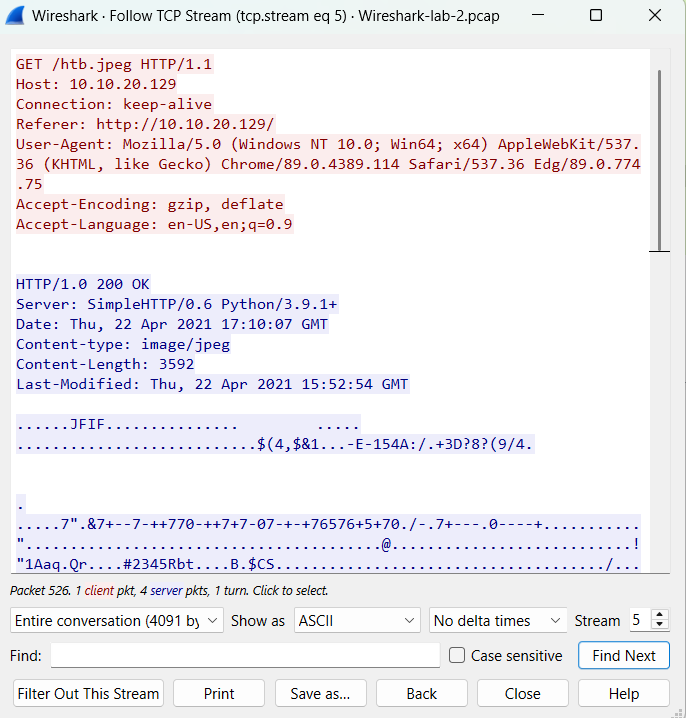 Wireshark · Follow TCP Stream (tcp.stream eq 5) · Wireshark-lab-2.pcap
GET /htb.jpeg HTTP/1.1
Host: 10.10.20.129
Connection: keep-alive
Referer: http://10.10.20.129/
User-Agent: Mozilla/5.0 (Windows NT 10.0; Win64; x64) AppleWebKit/537.
36 (KHTML, like Gecko) Chrome/89.0.4389.114 Safari/537.36 Edg/89.0.774
.75
Accept-Encoding: gzip, deflate
Accept-Language: en-US,en;q=0.9
HTTP/1.0 200 OK
Server: SimpleHTTP/0.6 Python/3.9.1+
Date: Thu, 22 Apr 2021 17:10:07 GMT
Content-type: image/jpeg
Content-Length: 3592
Last-Modified: Thu, 22 Apr 2021 15:52:54 GMT
......JFIF............... .....
...........................$(4,$&1...-E-154A:/.+3D?8?(9/4.
.
.....7".&7+--7-++770-++7+7-07-+-+76576+5+70./-.7+---.0----+...........
"........................................@...........................!
"1Aaq.Qr....#2345Rbt....B.$CS...................................../...
Packet 526. 1 client pkt, 4 server pkts, 1 turn. Click to select.
Entire conversation (4091 by Show as ASCII No delta times Stream 5
Find: Case sensitive Find Next
Filter Out This Stream Print Save as... Back Close Help